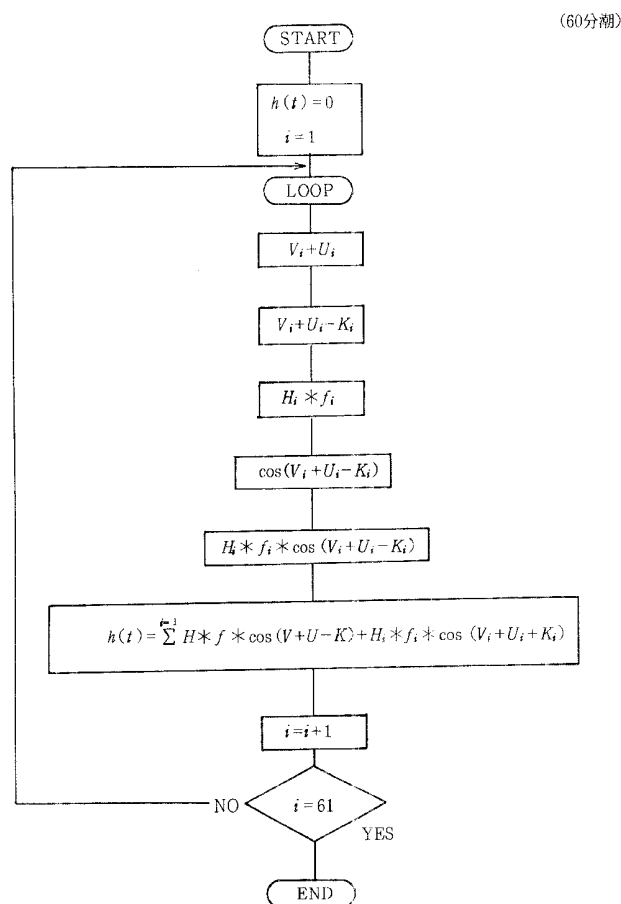 (60分潮)
START
h(t)=0
i=1
LOOP
Vi+Ui
Vi+Ui−Ki
Hi＊fi
cos(Vi+Ui−Ki)
Hi＊fi＊cos (Vi+Ui−Ki)
h(t)=i=1∑H＊f＊cos(V+U−K)+Hi＊fi＊cos (Vi+Ui+Ki)
i=i+1
i=61
NO
YES
END